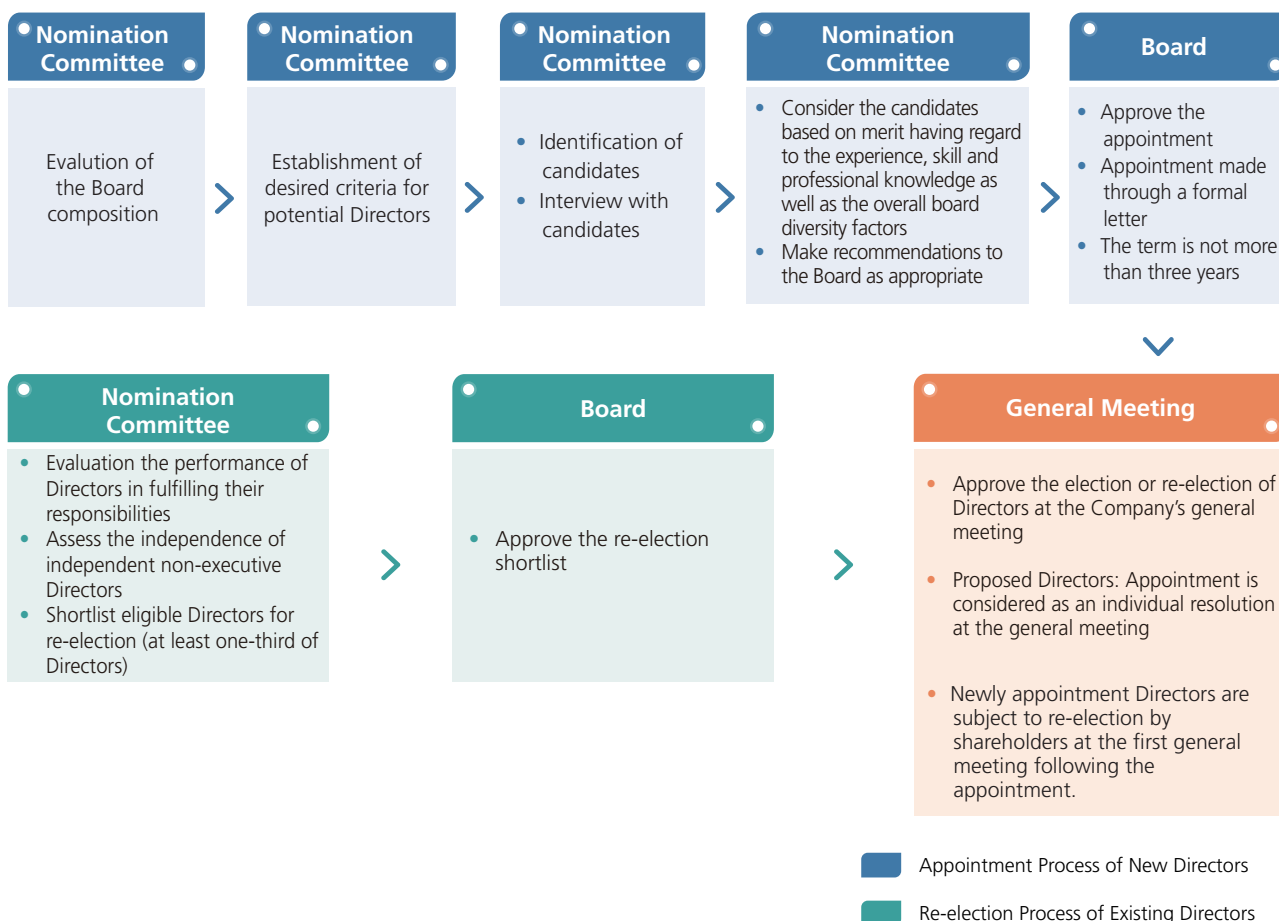 Nomination
Committee
Evalution of
the Board
composition
Nomination
Committee
Establishment of
desired criteria for
potential Directors
Nomination
Committee
• Identification of
candidates
• Interview with
candidates
Nomination
Committee
• Consider the candidates
based on merit having regard
to the experience, skill and
professional knowledge as
well as the overall board
diversity factors
• Make recommendations to
the Board as appropriate
Board
• Approve the
appointment
• Appointment made
through a formal
letter
• The term is not more
than three years
Nomination
Committee
• Evaluation the performance of
Directors in fulfilling their
responsibilities
• Assess the independence of
independent non-executive
Directors
• Shortlist eligible Directors for
re-election (at least one-third of
Directors)
Board
• Approve the re-election
shortlist
General Meeting
• Approve the election or re-election of
Directors at the Company's general
meeting
• Proposed Directors: Appointment is
considered as an individual resolution
at the general meeting
• Newly appointment Directors are
subject to re-election by
shareholders at the first general
meeting following the
appointment.
Appointment Process of New Directors
Re-election Process of Existing Directors